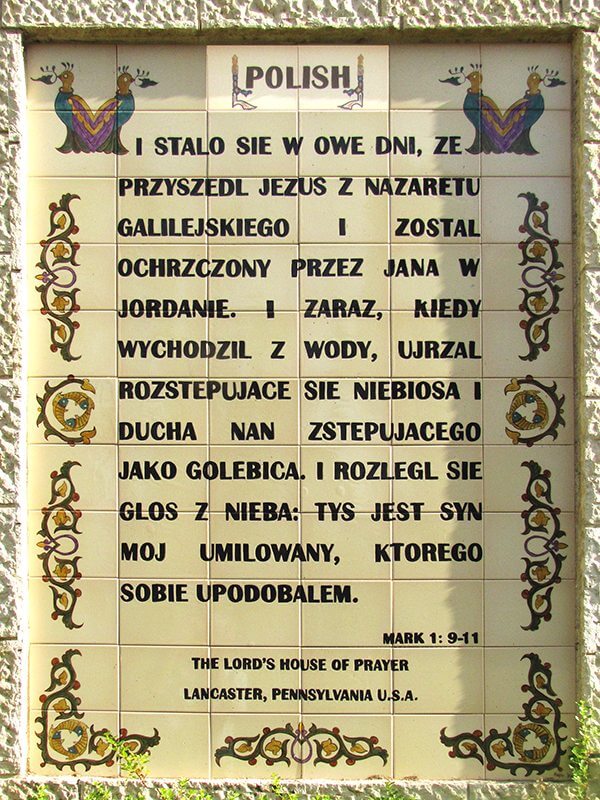 POLISH
I STALO SIE W OWE DNI, ZE
PRZYSZEDL JEZUS Z NAZARETU
GALILEJSKIEGO I ZOSTAL
OCHRZCZONY PRZEZ JANA W
JORDANIE. I ZARAZ, KIEDY
WYCHODZIL Z WODY, UJRZAL
ROZSTEPUJACE SIE NIEBIOSA I
DUCHA NAN ZSTEPUJACEGO
JAKO GOLEBICA. I ROZLEGL SIE
GLOS Z NIEBA: TYS JEST SYN
MOJ UMILOWANY, KTOREGO
SOBIE UPODOBALEM.
MARK 1: 9-11
THE LORD'S HOUSE OF PRAYER
LANCASTER, PENNSYLVANIA U.S.A.